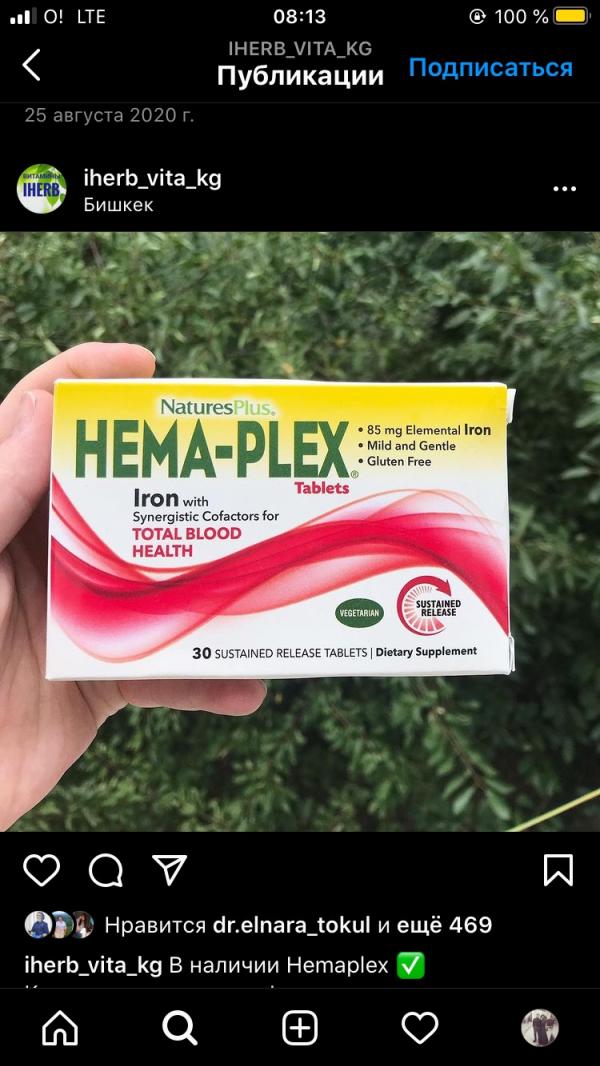 O! LTE 08:13 100 %
IHERB_VITA_KG
Публикации
Подписаться
25 августа 2020 г.
ВИТАМИНЫ
IHERB
iherb_vita_kg
Бишкек
NaturesPlus®
HEMA-PLEX®
Tablets
• 85 mg Elemental Iron
• Mild and Gentle
• Gluten Free
Iron with
Synergistic Cofactors for
TOTAL BLOOD
HEALTH
VEGETARIAN
SUSTAINED
RELEASE
30 SUSTAINED RELEASE TABLETS | Dietary Supplement
Нравится dr.elnara_tokul и ещё 469
iherb_vita_kg В наличии Hemaplex ✅